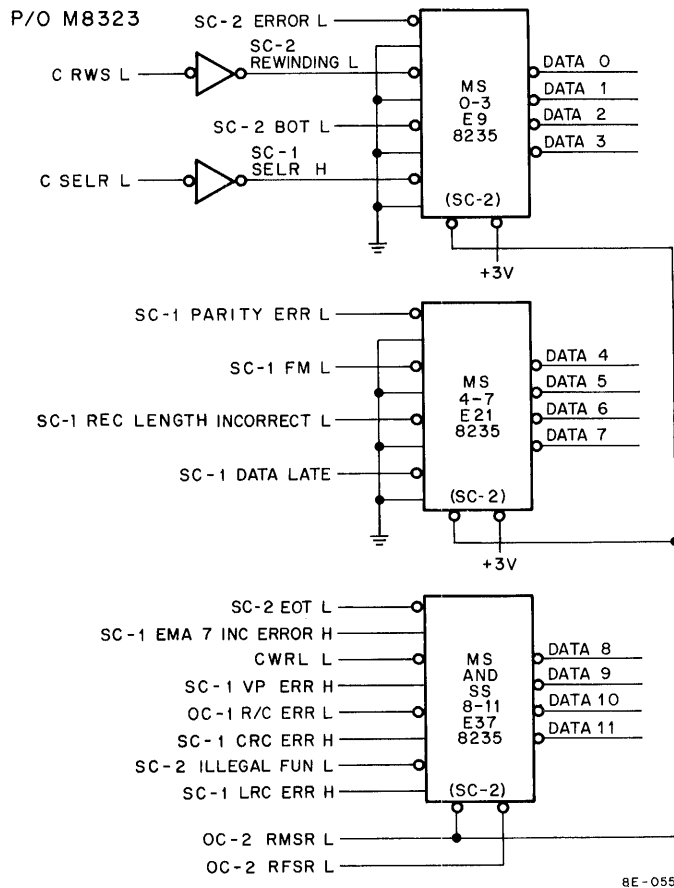 P/O M8323
SC-2 ERROR L
SC-2
REWINDING L
C RWS L
SC-2 BOT L
SC-1
SELR H
C SELR L
MS
0-3
E9
8235
(SC-2)
DATA 0
DATA 1
DATA 2
DATA 3
+3V
SC-1 PARITY ERR L
SC-1 FM L
SC-1 REC LENGTH INCORRECT L
SC-1 DATA LATE
MS
4-7
E21
8235
(SC-2)
DATA 4
DATA 5
DATA 6
DATA 7
+3V
SC-2 EOT L
SC-1 EMA 7 INC ERROR H
CWRL L
SC-1 VP ERR H
OC-1 R/C ERR L
SC-1 CRC ERR H
SC-2 ILLEGAL FUN L
SC-1 LRC ERR H
MS
AND
SS
8-11
E37
8235
(SC-2)
DATA 8
DATA 9
DATA 10
DATA 11
OC-2 RMSR L
OC-2 RFSR L
8E-055